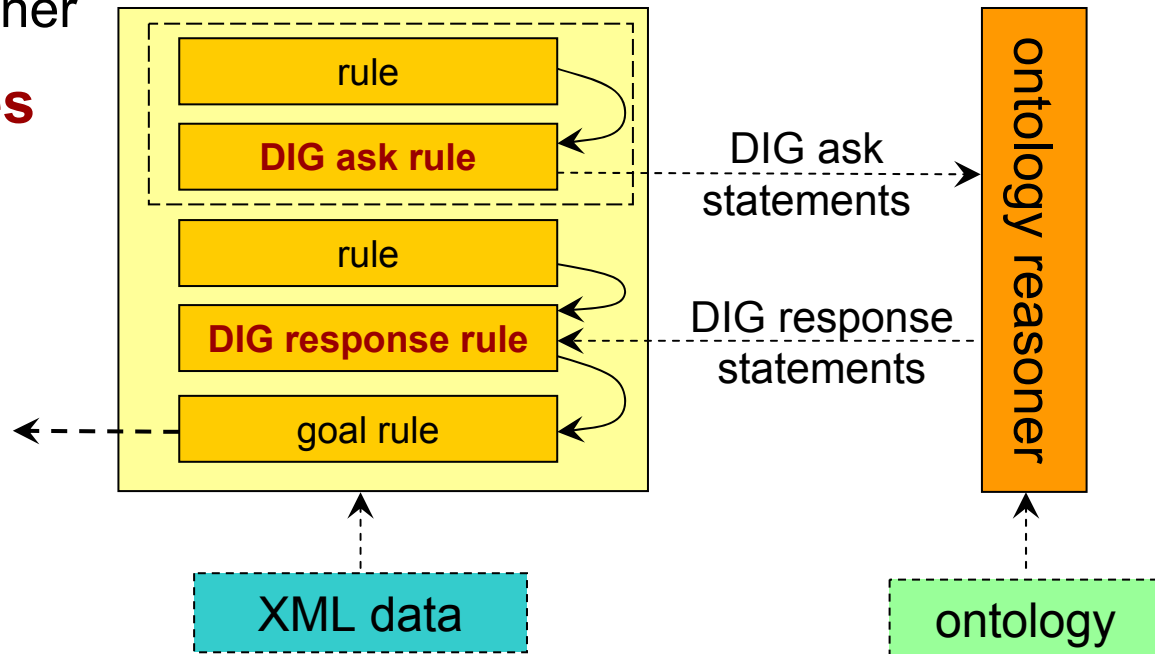 rule
DIG ask rule
DIG ask
statements
rule
DIG response rule
DIG response
statements
goal rule
ontology reasoner
XML data
ontology